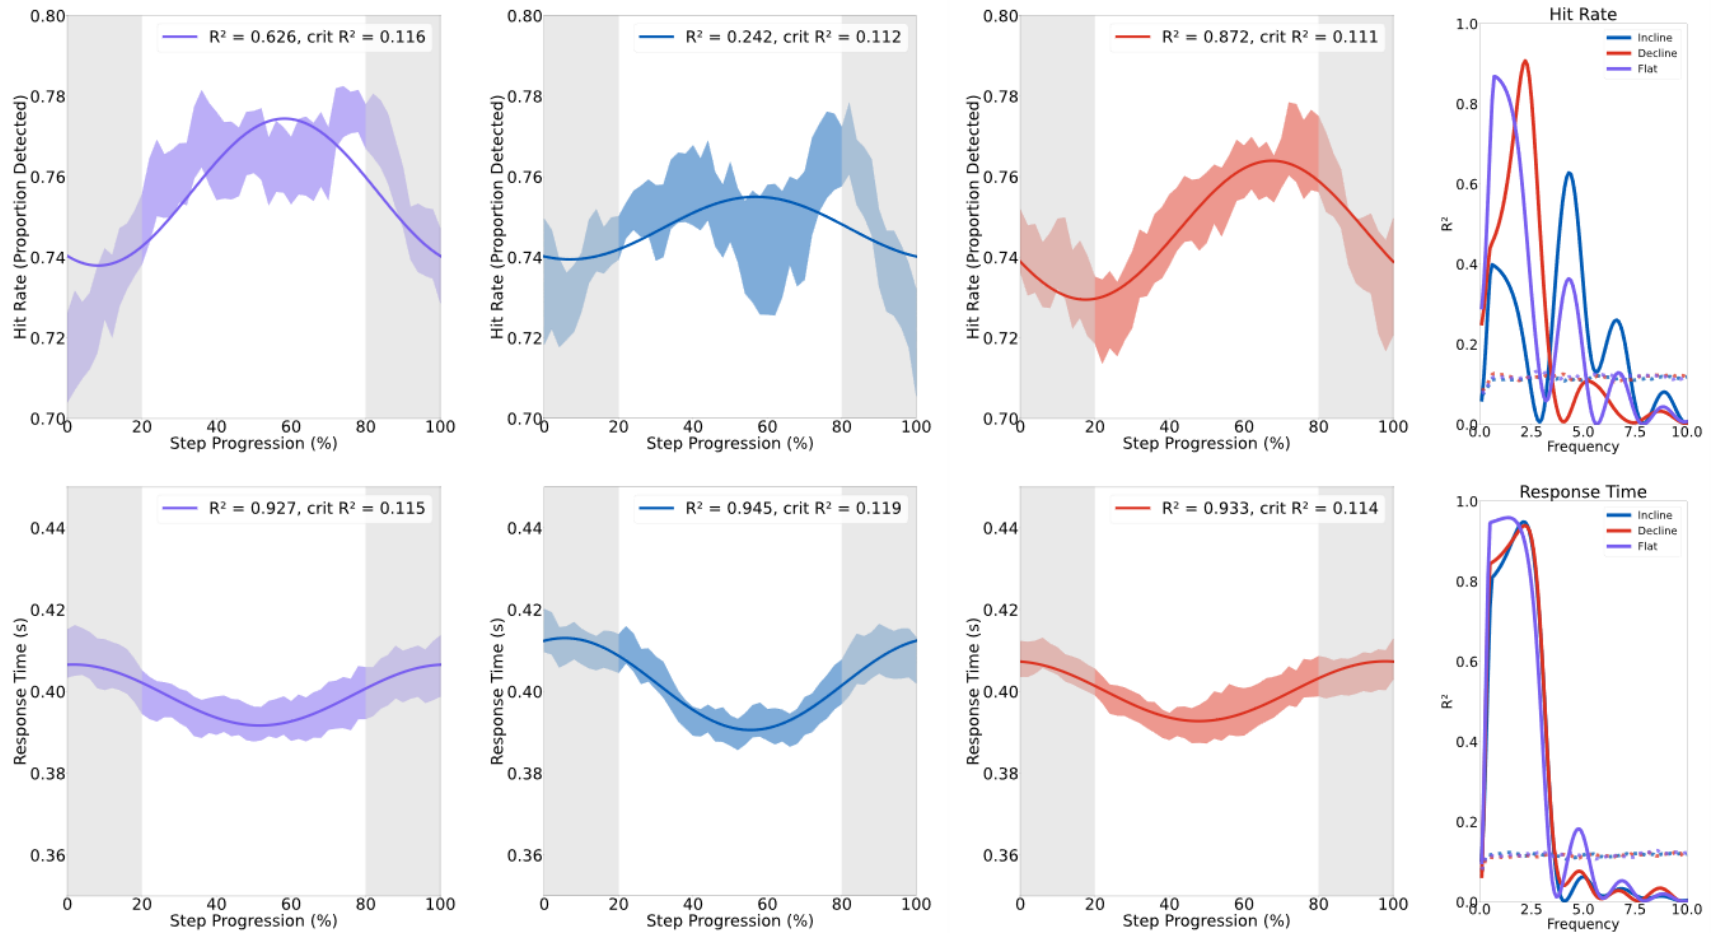 R² = 0.626, crit R² = 0.116
Hit Rate (Proportion Detected)
0.80
0.78
0.76
0.74
0.72
0.70
0 20 40 60 80 100
Step Progression (%)
R² = 0.242, crit R² = 0.112
Hit Rate (Proportion Detected)
0.80
0.78
0.76
0.74
0.72
0.70
0 20 40 60 80 100
Step Progression (%)
R² = 0.872, crit R² = 0.111
Hit Rate (Proportion Detected)
0.80
0.78
0.76
0.74
0.72
0.70
0 20 40 60 80 100
Step Progression (%)
Hit Rate
Incline
Decline
Flat
R²
1.0
0.8
0.6
0.4
0.2
0.0
0.0 2.5 5.0 7.5 10.0
Frequency
R² = 0.927, crit R² = 0.115
Response Time (s)
0.44
0.42
0.40
0.38
0.36
0 20 40 60 80 100
Step Progression (%)
R² = 0.945, crit R² = 0.119
Response Time (s)
0.44
0.42
0.40
0.38
0.36
0 20 40 60 80 100
Step Progression (%)
R² = 0.933, crit R² = 0.114
Response Time (s)
0.44
0.42
0.40
0.38
0.36
0 20 40 60 80 100
Step Progression (%)
Response Time
Incline
Decline
Flat
R²
1.0
0.8
0.6
0.4
0.2
0.0
0.0 2.5 5.0 7.5 10.0
Frequency